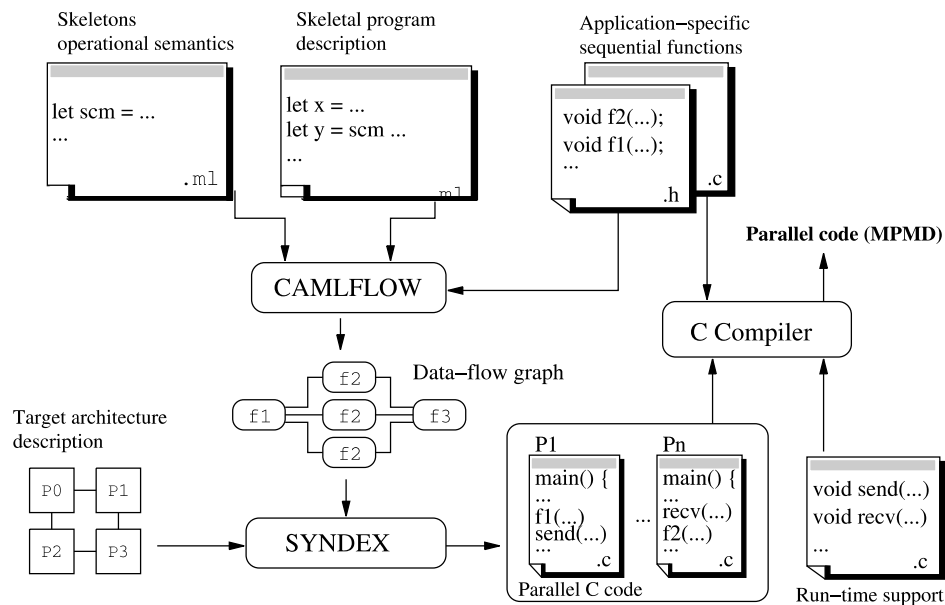 Skeletons
operational semantics
Skeletal program
description
Application−specific
sequential functions
let scm = ...
...
.ml
let x = ...
let y = scm ...
...
ml
void f2(...);
void f1(...);
...
.h
.c
Parallel code (MPMD)
CAMLFLOW
C Compiler
Data−flow graph
f2
f1
f2
f3
f2
Target architecture
description
P0
P1
P2
P3
SYNDEX
P1
main() {
...
f1(...)
send(...)
...
.c
...
Pn
main() {
...
recv(...)
f2(...)
...
.c
Parallel C code
void send(...)
void recv(...)
...
.c
Run−time support